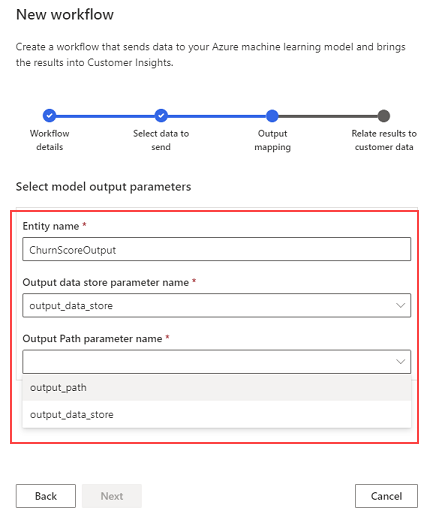 New workflow
Create a workflow that sends data to your Azure machine learning model and brings
the results into Customer Insights.
Workflow details
Select data to send
Output mapping
Relate results to customer data
Select model output parameters
Entity name *
ChurnScoreOutput
Output data store parameter name *
output_data_store
Output Path parameter name *
output_path
output_data_store
Back
Next
Cancel